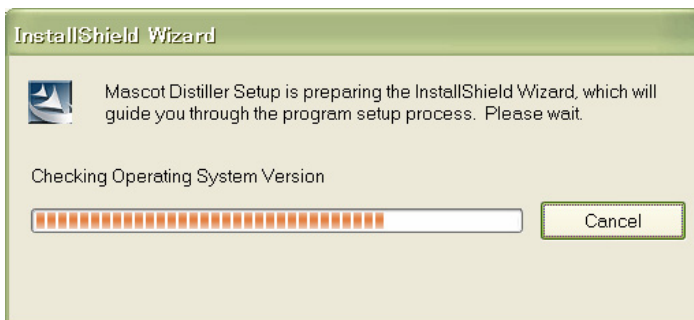 InstallShield Wizard
Mascot Distiller Setup is preparing the InstallShield Wizard, which will
guide you through the program setup process.  Please wait.
Checking Operating System Version
Cancel